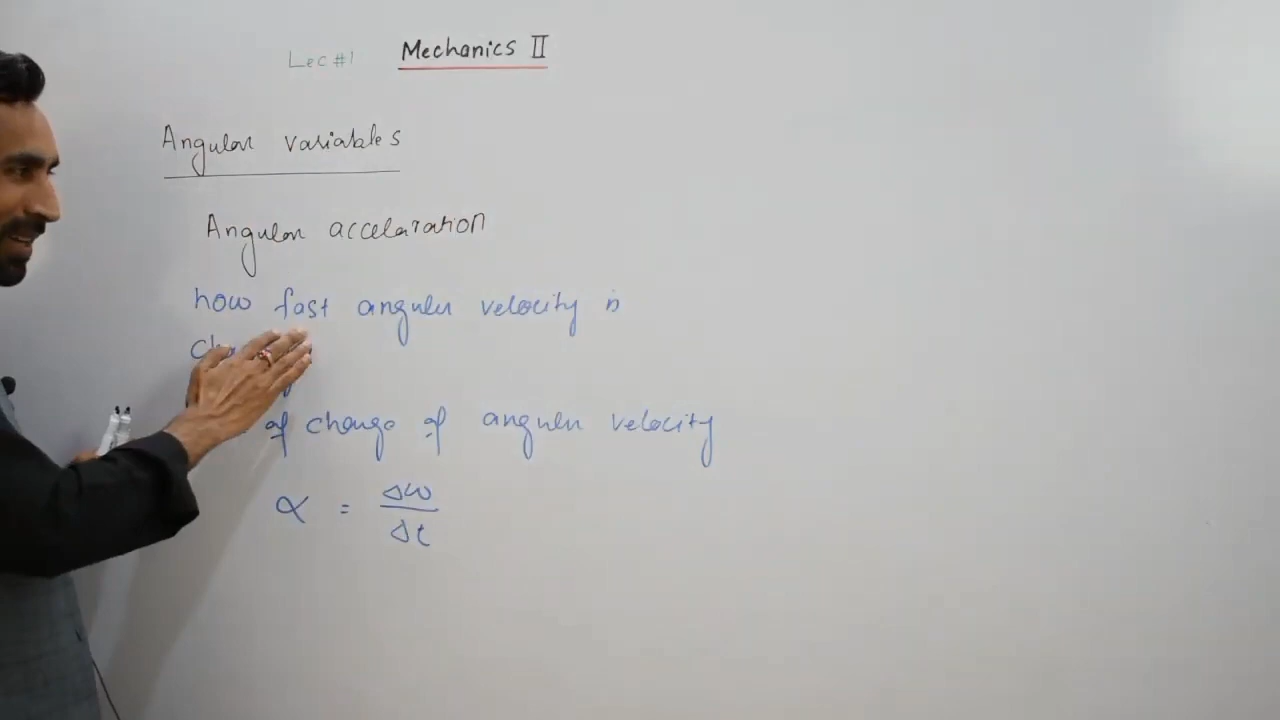 Lec #1 Mechanics II
Angular variables
Angular accelaration
how fast angular velocity is
of change of angular velocity
α = Δω
Δt